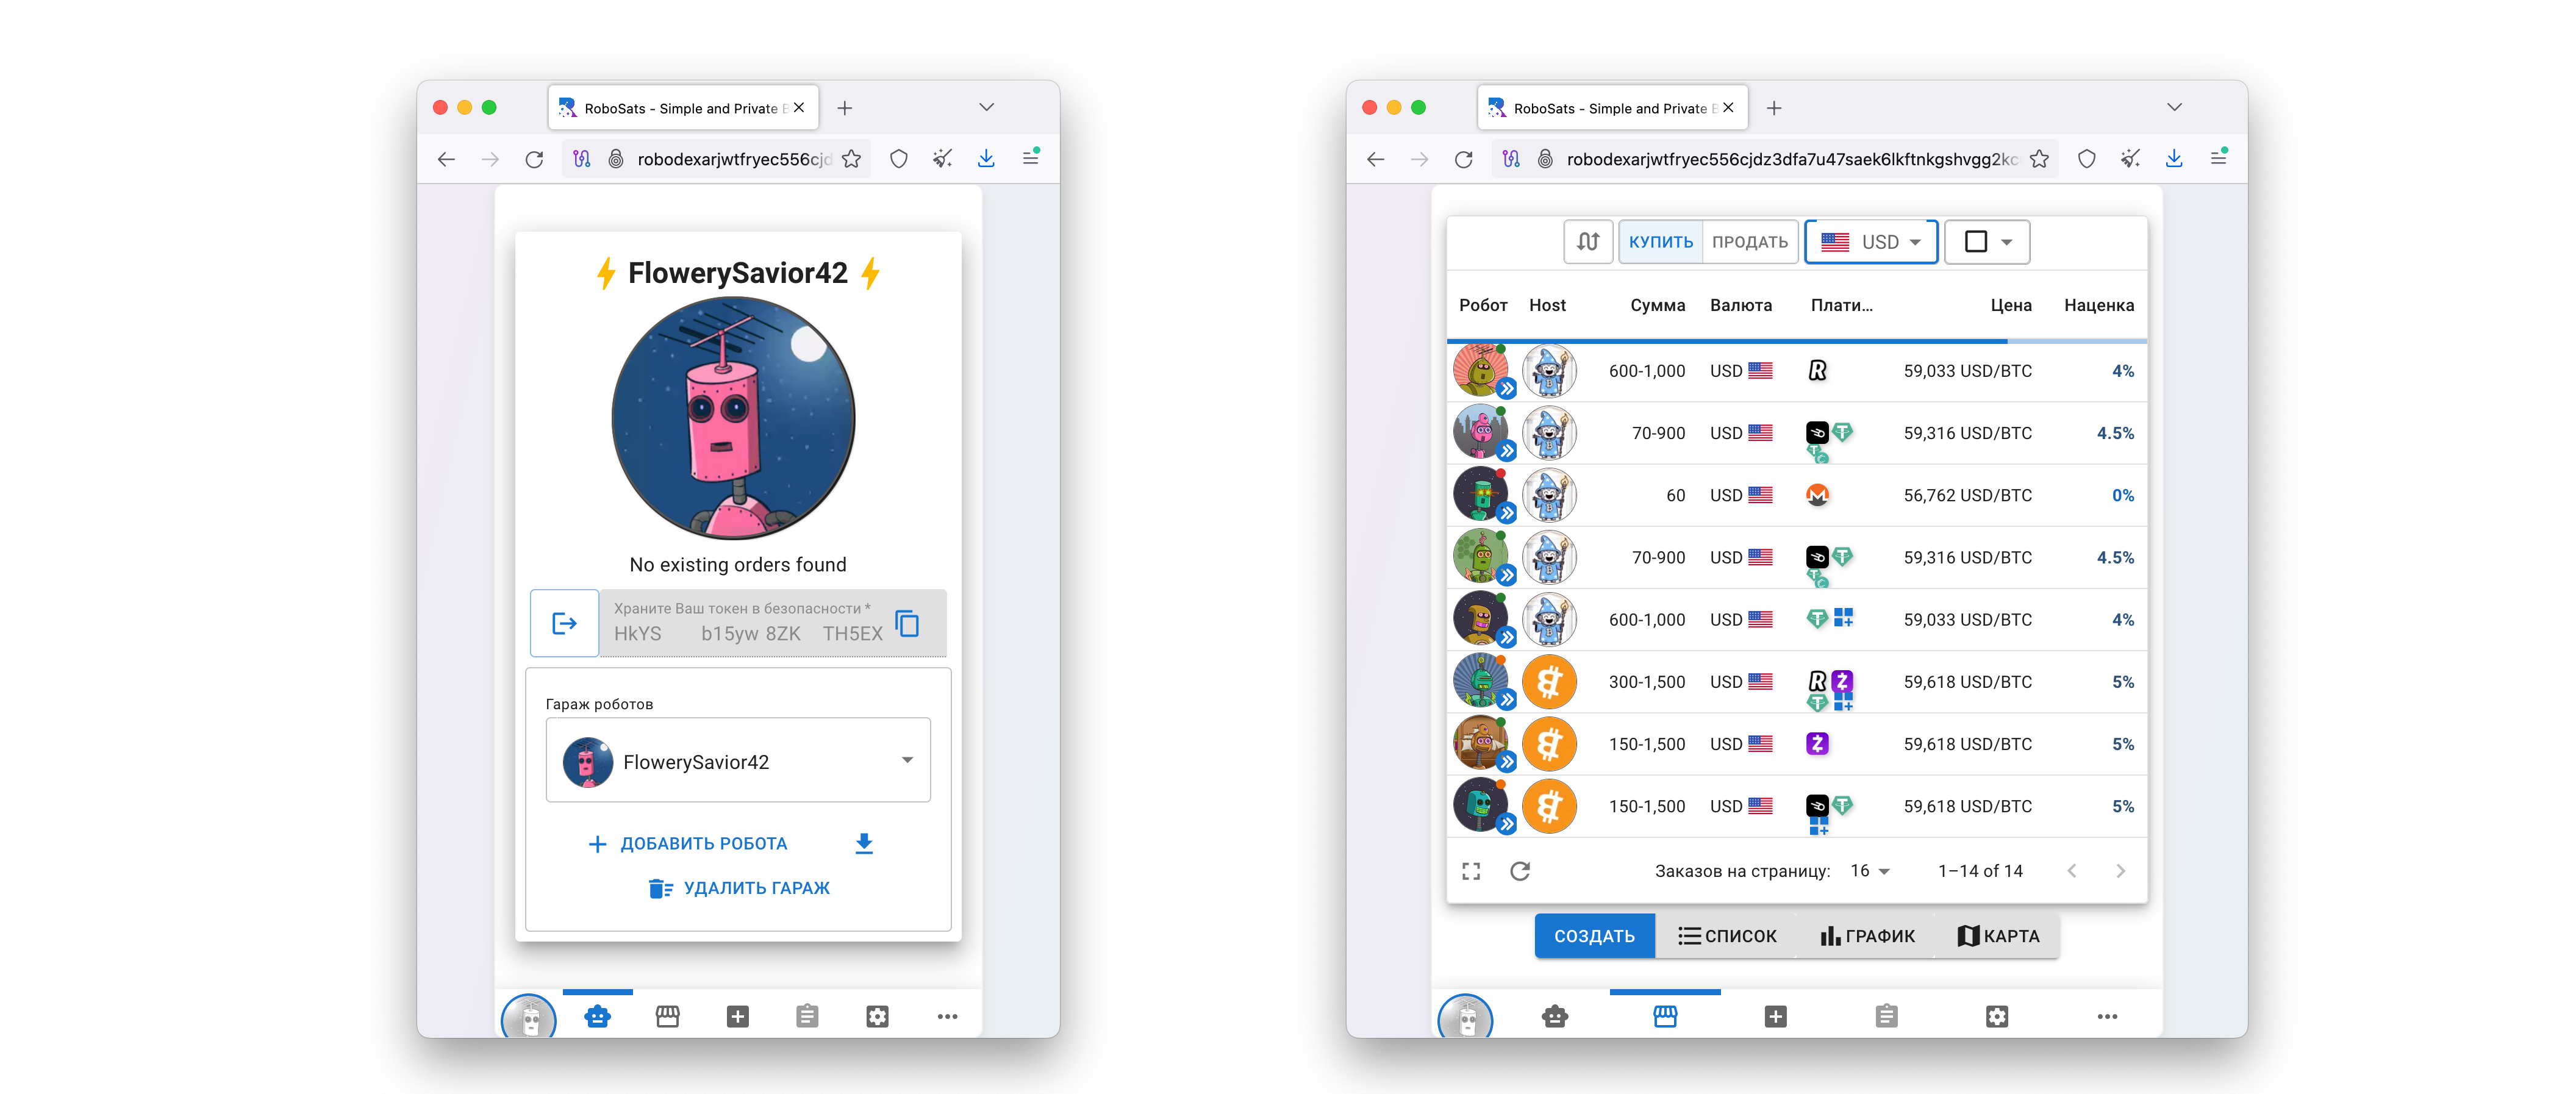 RoboSats - Simple and Private B
robodexarjwtfryec556cjd
FlowerySavior42
No existing orders found
Храните Ваш токен в безопасности *
HkYS b15yw 8ZK TH5EX
Гараж роботов
FlowerySavior42
ДОБАВИТЬ РОБОТА
УДАЛИТЬ ГАРАЖ
RoboSats - Simple and Private B
robodexarjwtfryec556cjdz3dfa7u47saek6lkftnkgshvgg2kc
КУПИТЬ ПРОДАТЬ USD
Робот Host Сумма Валюта Плати... Цена Наценка
600-1,000 USD 59,033 USD/BTC 4%
70-900 USD 59,316 USD/BTC 4.5%
60 USD 56,762 USD/BTC 0%
70-900 USD 59,316 USD/BTC 4.5%
600-1,000 USD 59,033 USD/BTC 4%
300-1,500 USD 59,618 USD/BTC 5%
150-1,500 USD 59,618 USD/BTC 5%
150-1,500 USD 59,618 USD/BTC 5%
Заказов на страницу: 16 1–14 of 14
СОЗДАТЬ СПИСОК ГРАФИК КАРТА